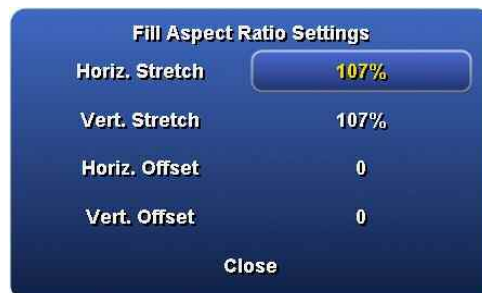 Fill Aspect Ratio Settings
Horiz. Stretch 107%
Vert. Stretch 107%
Horiz. Offset 0
Vert. Offset 0
Close